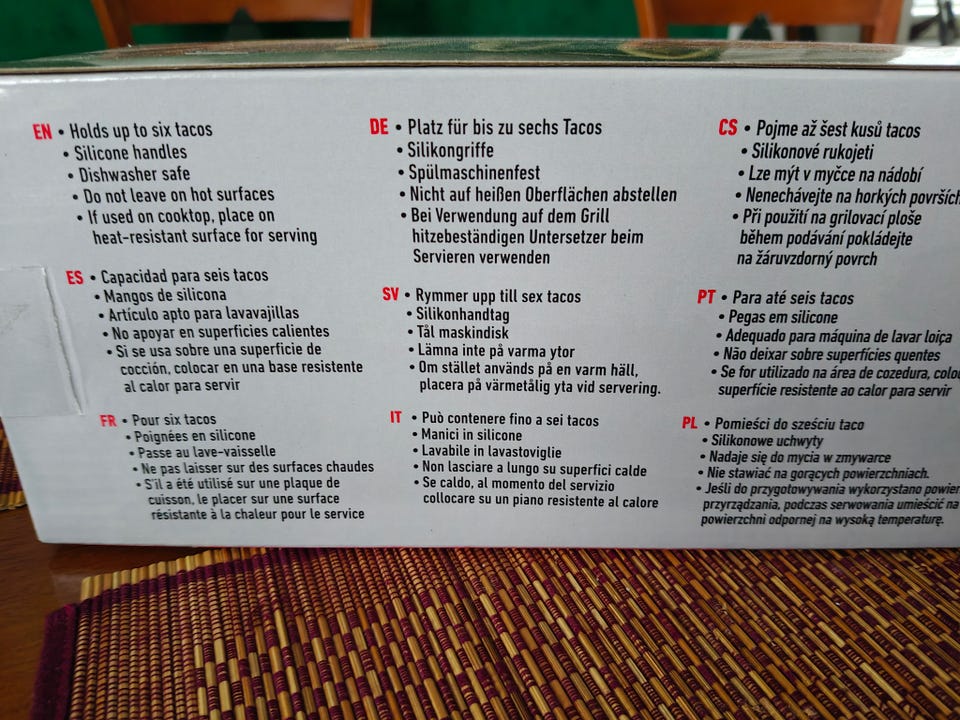 EN • Holds up to six tacos
• Silicone handles
• Dishwasher safe
• Do not leave on hot surfaces
• If used on cooktop, place on
heat-resistant surface for serving
ES • Capacidad para seis tacos
• Mangos de silicona
• Artículo apto para lavavajillas
• No apoyar en superficies calientes
• Si se usa sobre una superficie de
cocción, colocar en una base resistente
al calor para servir
FR • Pour six tacos
• Poignées en silicone
• Passe au lave-vaisselle
• Ne pas laisser sur des surfaces chaudes
• S'il a été utilisé sur une plaque de
cuisson, le placer sur une surface
résistante à la chaleur pour le service
DE • Platz für bis zu sechs Tacos
• Silikongriffe
• Spülmaschinenfest
• Nicht auf heißen Oberflächen abstellen
• Bei Verwendung auf dem Grill
hitzebeständigen Untersetzer beim
Servieren verwenden
SV • Rymmer upp till sex tacos
• Silikonhandtag
• Tål maskindisk
• Lämna inte på varma ytor
• Om stället används på en varm häll,
placera på värmetålig yta vid servering.
IT • Può contenere fino a sei tacos
• Manici in silicone
• Lavabile in lavastoviglie
• Non lasciare a lungo su superfici calde
• Se caldo, al momento del servizio
collocare su un piano resistente al calore
CS • Pojme až šest kusů tacos
• Silikonové rukojeti
• Lze mýt v myčce na nádobí
• Nenechávejte na horkých površích
• Při použití na grilovací ploše
během podávání pokládejte
na žáruvzdorný povrch
PT • Para até seis tacos
• Pegas em silicone
• Adequado para máquina de lavar loiça
• Não deixar sobre superfícies quentes
• Se for utilizado na área de cozedura,
superfície resistente ao calor para servir
PL • Pomieści do sześciu taco
• Silikonowe uchwyty
• Nadaje się do mycia w zmywarce
• Nie stawiać na gorących powierzchniach.
• Jeśli do przygotowywania wykorzystano
przyrządzania, podczas serwowania umieścić na
powierzchni odpornej na wysoką temperaturę.